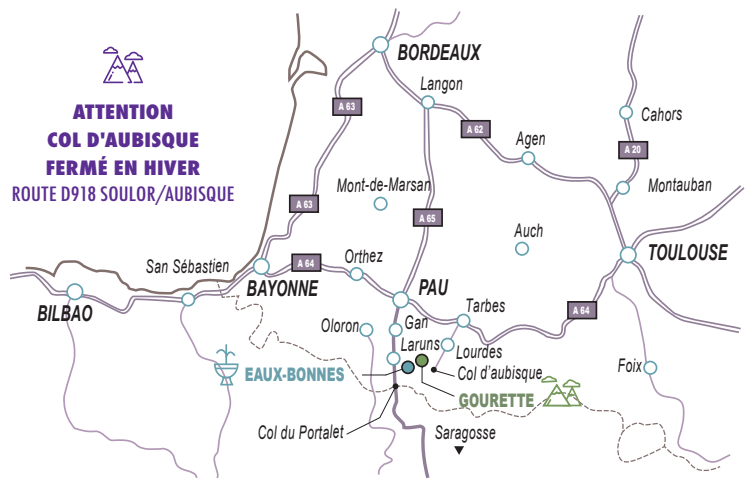 BORDEAUX
ATTENTION
COL D'AUBISQUE
FERMÉ EN HIVER
ROUTE D918 SOULOR/AUBISQUE
Langon
A 63
A 62
Cahors
Agen
A 20
Mont-de-Marsan
Montauban
A 63
A 65
Auch
TOULOUSE
San Sébastien
A 64
Orthez
BAYONNE
PAU
BILBAO
Tarbes
A 64
Oloron
Gan
Laruns
Lourdes
EAUX-BONNES
Col d'aubisque
Foix
GOURETTE
Col du Portalet
Saragosse